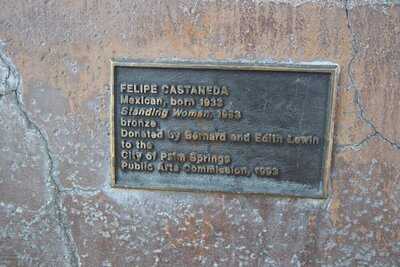 FELIPE CASTANEDA
Mexican, born 1933
Standing Woman, 1983
bronze
Donated by Bernard and Edith Lewin
to the
City of Palm Springs
Public Arts Commission, 1993